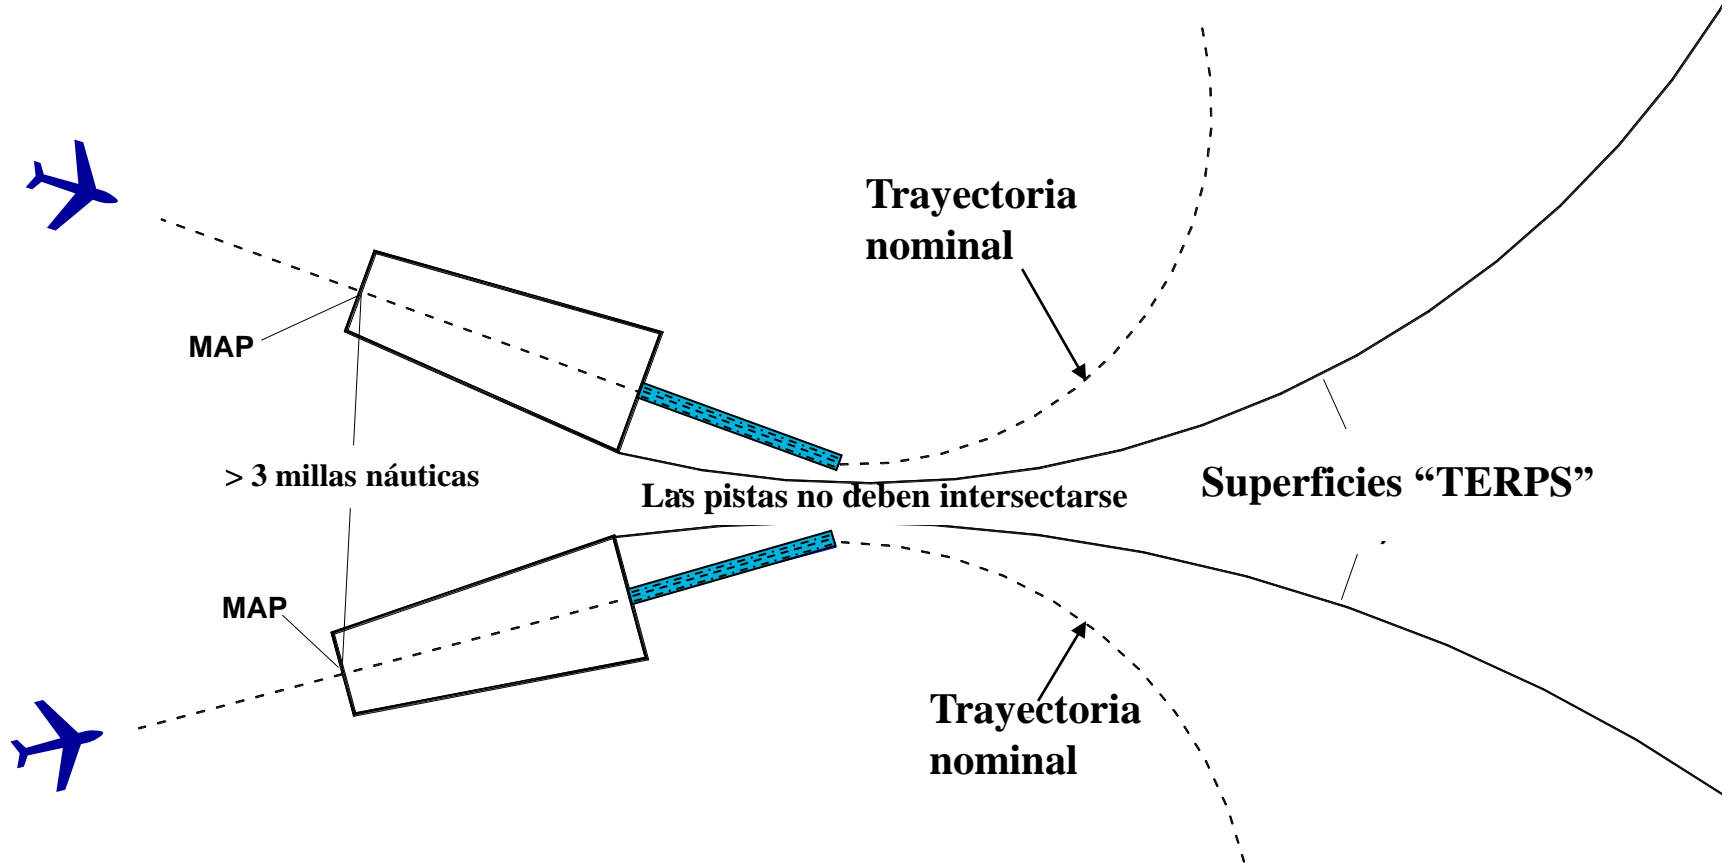 Trayectoria
nominal
MAP
> 3 millas náuticas
Las pistas no deben intersectarse
Superficies “TERPS”
MAP
Trayectoria
nominal